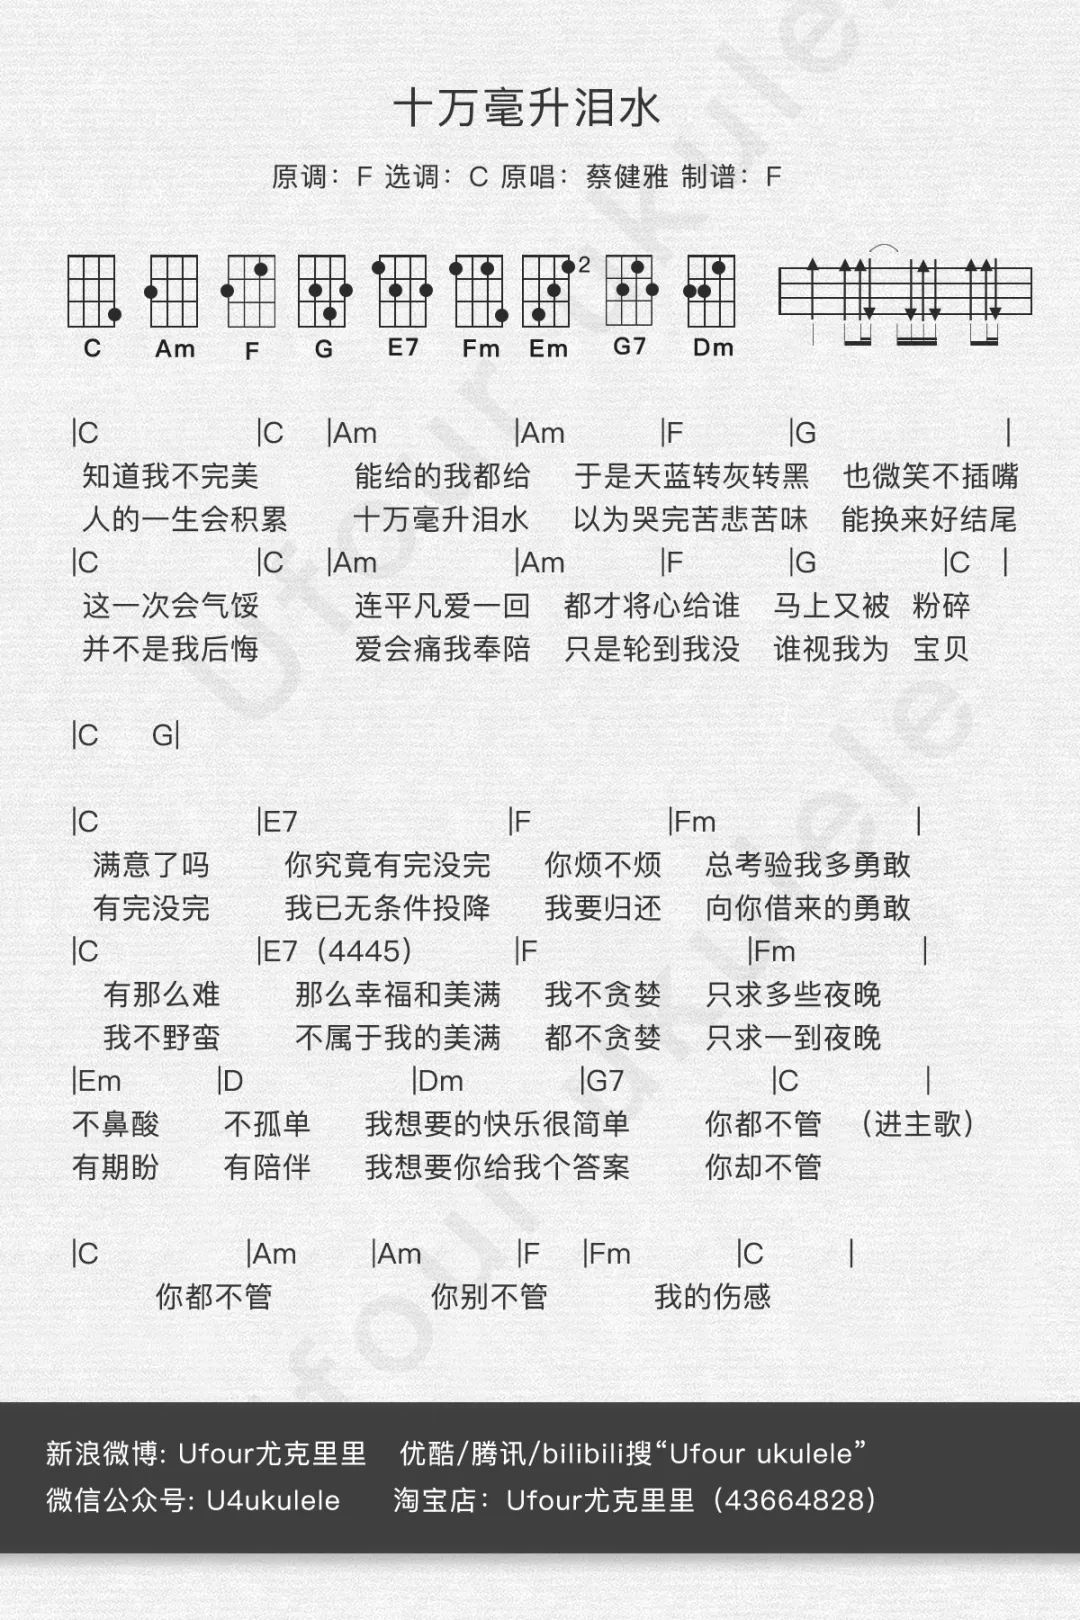 十万毫升泪水
原调：F 选调：C 原唱：蔡健雅 制谱：F
2
C Am F G E7 Fm Em G7 Dm
|C |C |Am |Am |F |G |
知道我不完美 能给的我都给 于是天蓝转灰转黑 也微笑不插嘴
人的一生会积累 十万毫升泪水 以为哭完苦悲苦味 能换来好结尾
|C |C |Am |Am |F |G |C |
这一次会气馁 连平凡爱一回 都才将心给谁 马上又被 粉碎
并不是我后悔 爱会痛我奉陪 只是轮到我没 谁视我为 宝贝
|C G|
|C |E7 |F |Fm |
满意了吗 你究竟有完没完 你烦不烦 总考验我多勇敢
有完没完 我已无条件投降 我要归还 向你借来的勇敢
|C |E7（4445） |F |Fm |
有那么难 那么幸福和美满 我不贪婪 只求多些夜晚
我不野蛮 不属于我的美满 都不贪婪 只求一到夜晚
|Em |D |Dm |G7 |C |
不鼻酸 不孤单 我想要的快乐很简单 你都不管 （进主歌）
有期盼 有陪伴 我想要你给我个答案 你却不管
|C |Am |Am |F |Fm |C |
你都不管 你别不管 我的伤感
新浪微博: Ufour尤克里里 优酷/腾讯/bilibili搜“Ufour ukulele”
微信公众号: U4ukulele 淘宝店：Ufour尤克里里（43664828）
Ufour ukulele
Ufour ukulele